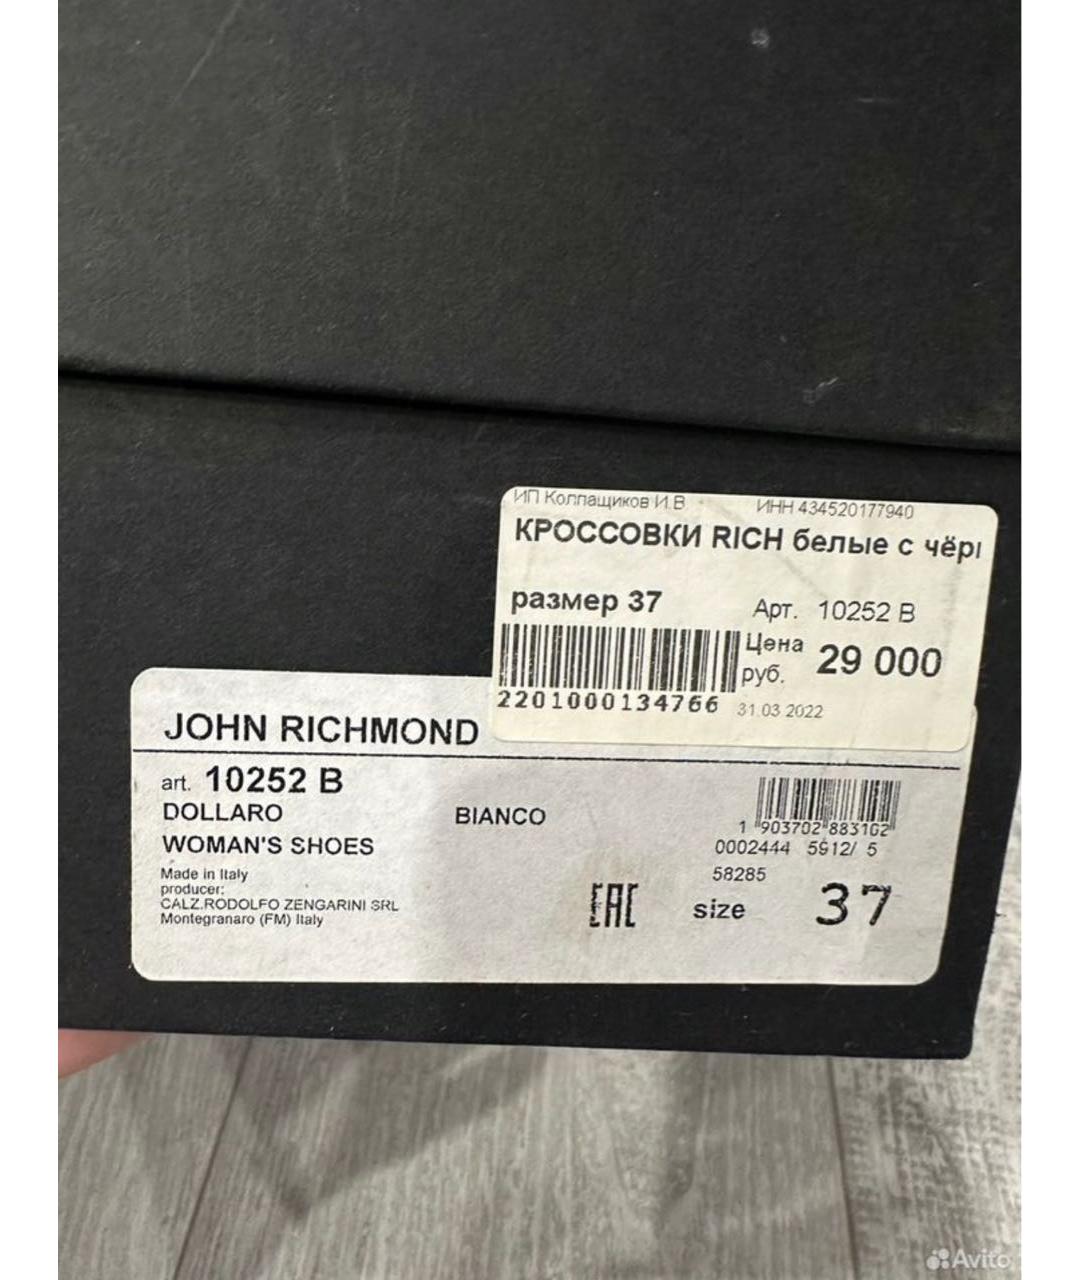 ИП Колпащиков И.В ИНН 434520177940
КРОССОВКИ RICH белые с чёрн
размер 37 Арт. 10252 В
Цена руб. 29 000
2201000134766 31.03.2022
JOHN RICHMOND
art. 10252 B
DOLLARO BIANCO
WOMAN'S SHOES
1 903702 883102
0002444 5912/ 5
58285
Made in Italy
producer:
CALZ.RODOLFO ZENGARINI SRL
Montegranaro (FM) Italy
EAC size 37
Avito